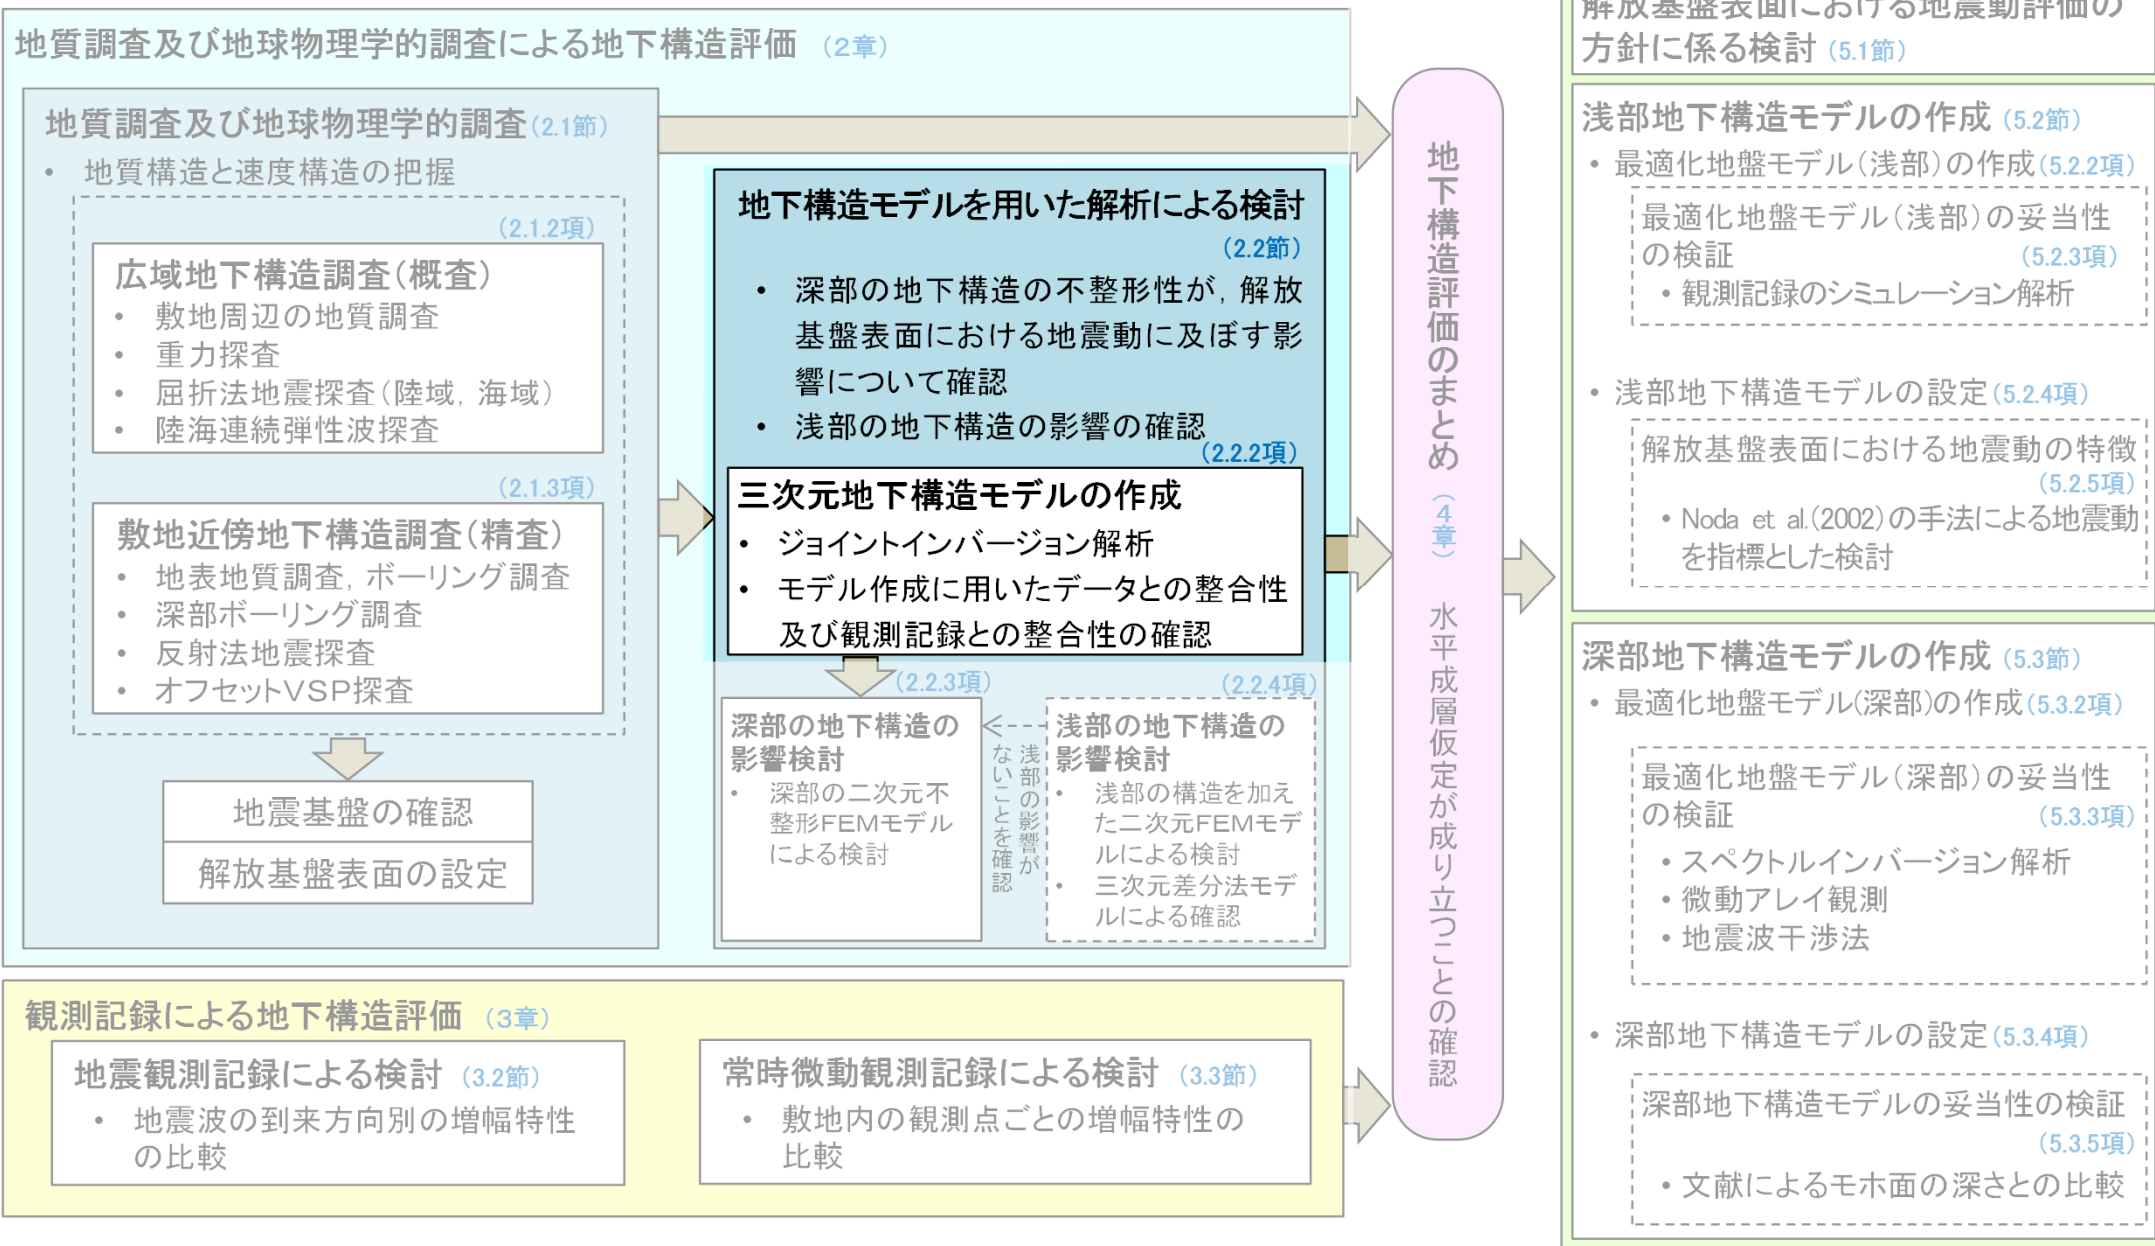 地質調査及び地球物理学的調査による地下構造評価 (2章)
地質調査及び地球物理学的調査(2.1節)
• 地質構造と速度構造の把握
(2.1.2項)
広域地下構造調査(概査)
• 敷地周辺の地質調査
• 重力探査
• 屈折法地震探査(陸域, 海域)
• 陸海連続弾性波探査
(2.1.3項)
敷地近傍地下構造調査(精査)
• 地表地質調査, ボーリング調査
• 深部ボーリング調査
• 反射法地震探査
• オフセットVSP探査
地震基盤の確認
解放基盤表面の設定
地下構造モデルを用いた解析による検討
(2.2節)
• 深部の地下構造の不整形性が, 解放
基盤表面における地震動に及ぼす影
響について確認
• 浅部の地下構造の影響の確認
(2.2.2項)
三次元地下構造モデルの作成
• ジョイントインバージョン解析
• モデル作成に用いたデータとの整合性
及び観測記録との整合性の確認
(2.2.3項)
深部の地下構造の
影響検討
• 深部の二次元不
整形FEMモデル
による検討
浅部の影響が
ないことを確認
(2.2.4項)
浅部の地下構造の
影響検討
• 浅部の構造を加え
た二次元FEMモデ
ルによる検討
• 三次元差分法モデ
ルによる確認
観測記録による地下構造評価 (3章)
地震観測記録による検討 (3.2節)
• 地震波の到来方向別の増幅特性
の比較
常時微動観測記録による検討 (3.3節)
• 敷地内の観測点ごとの増幅特性の
比較
地下構造評価のまとめ(4章) 水平成層仮定が成り立つことの確認
解放基盤表面における地震動評価の
方針に係る検討 (5.1節)
浅部地下構造モデルの作成 (5.2節)
• 最適化地盤モデル(浅部)の作成(5.2.2項)
最適化地盤モデル(浅部)の妥当性
の検証 (5.2.3項)
• 観測記録のシミュレーション解析
• 浅部地下構造モデルの設定(5.2.4項)
解放基盤表面における地震動の特徴
(5.2.5項)
• Noda et al.(2002)の手法による地震動
を指標とした検討
深部地下構造モデルの作成 (5.3節)
• 最適化地盤モデル(深部)の作成(5.3.2項)
最適化地盤モデル(深部)の妥当性
の検証 (5.3.3項)
• スペクトルインバージョン解析
• 微動アレイ観測
• 地震波干渉法
• 深部地下構造モデルの設定(5.3.4項)
深部地下構造モデルの妥当性の検証
(5.3.5項)
• 文献によるモホ面の深さとの比較